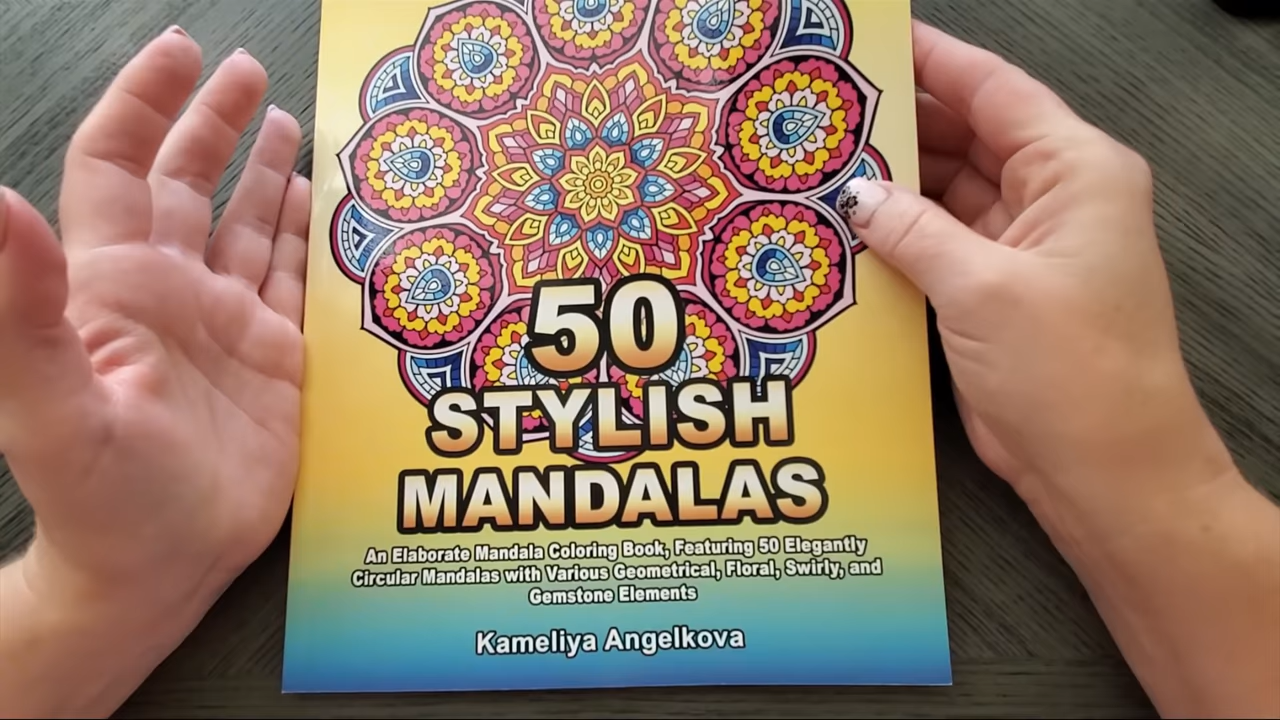 50
STYLISH
MANDALAS
An Elaborate Mandala Coloring Book, Featuring 50 Elegantly
Circular Mandalas with Various Geometrical, Floral, Swirly, and
Gemstone Elements
Kameliya Angelkova